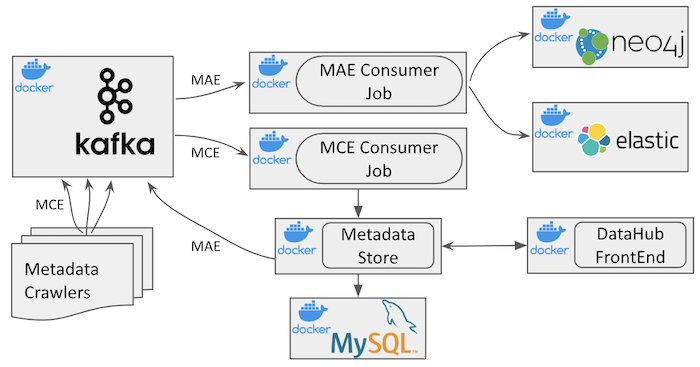 docker
kafka
MAE
MCE
docker
MAE Consumer
Job
docker
MCE Consumer
Job
docker
neo4j
docker
elastic
MCE
Metadata
Crawlers
MAE
docker
Metadata
Store
docker
DataHub
FrontEnd
docker
MySQL™